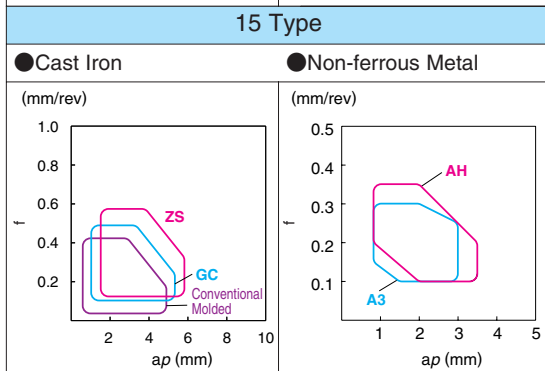 15 Type
●Cast Iron
●Non-ferrous Metal
(mm/rev)
1.0
0.8
0.6
0.4
0.2
f
ZS
GC
Conventional
Molded
2 4 6 8 10
ap (mm)
(mm/rev)
0.5
0.4
0.3
0.2
0.1
f
AH
A3
1 2 3 4 5
ap (mm)